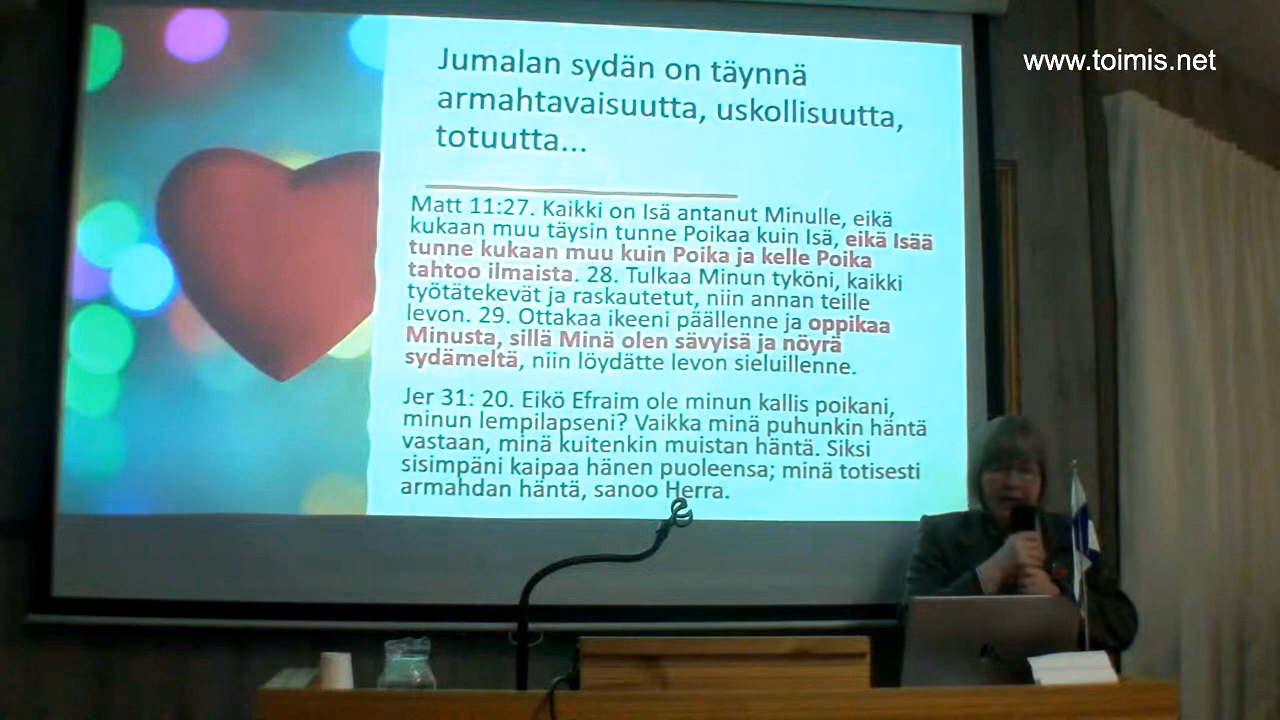 www.toimis.net
Jumalan sydän on täynnä
armahtavaisuutta, uskollisuutta,
totuutta...
Matt 11:27. Kaikki on Isä antanut Minulle, eikä
kukaan muu täysin tunne Poikaa kuin Isä, eikä Isää
tunne kukaan muu kuin Poika ja kelle Poika
tahtoo ilmaista. 28. Tulkaa Minun tyköni, kaikki
työtätekevät ja raskautetut, niin annan teille
levon. 29. Ottakaa ikeeni päällenne ja oppikaa
Minusta, sillä Minä olen sävyisä ja nöyrä
sydämeltä, niin löydätte levon sieluillenne.
Jer 31: 20. Eikö Efraim ole minun kallis poikani,
minun lempilapseni? Vaikka minä puhunkin häntä
vastaan, minä kuitenkin muistan häntä. Siksi
sisimpäni kaipaa hänen puoleensa; minä totisesti
armahdan häntä, sanoo Herra.